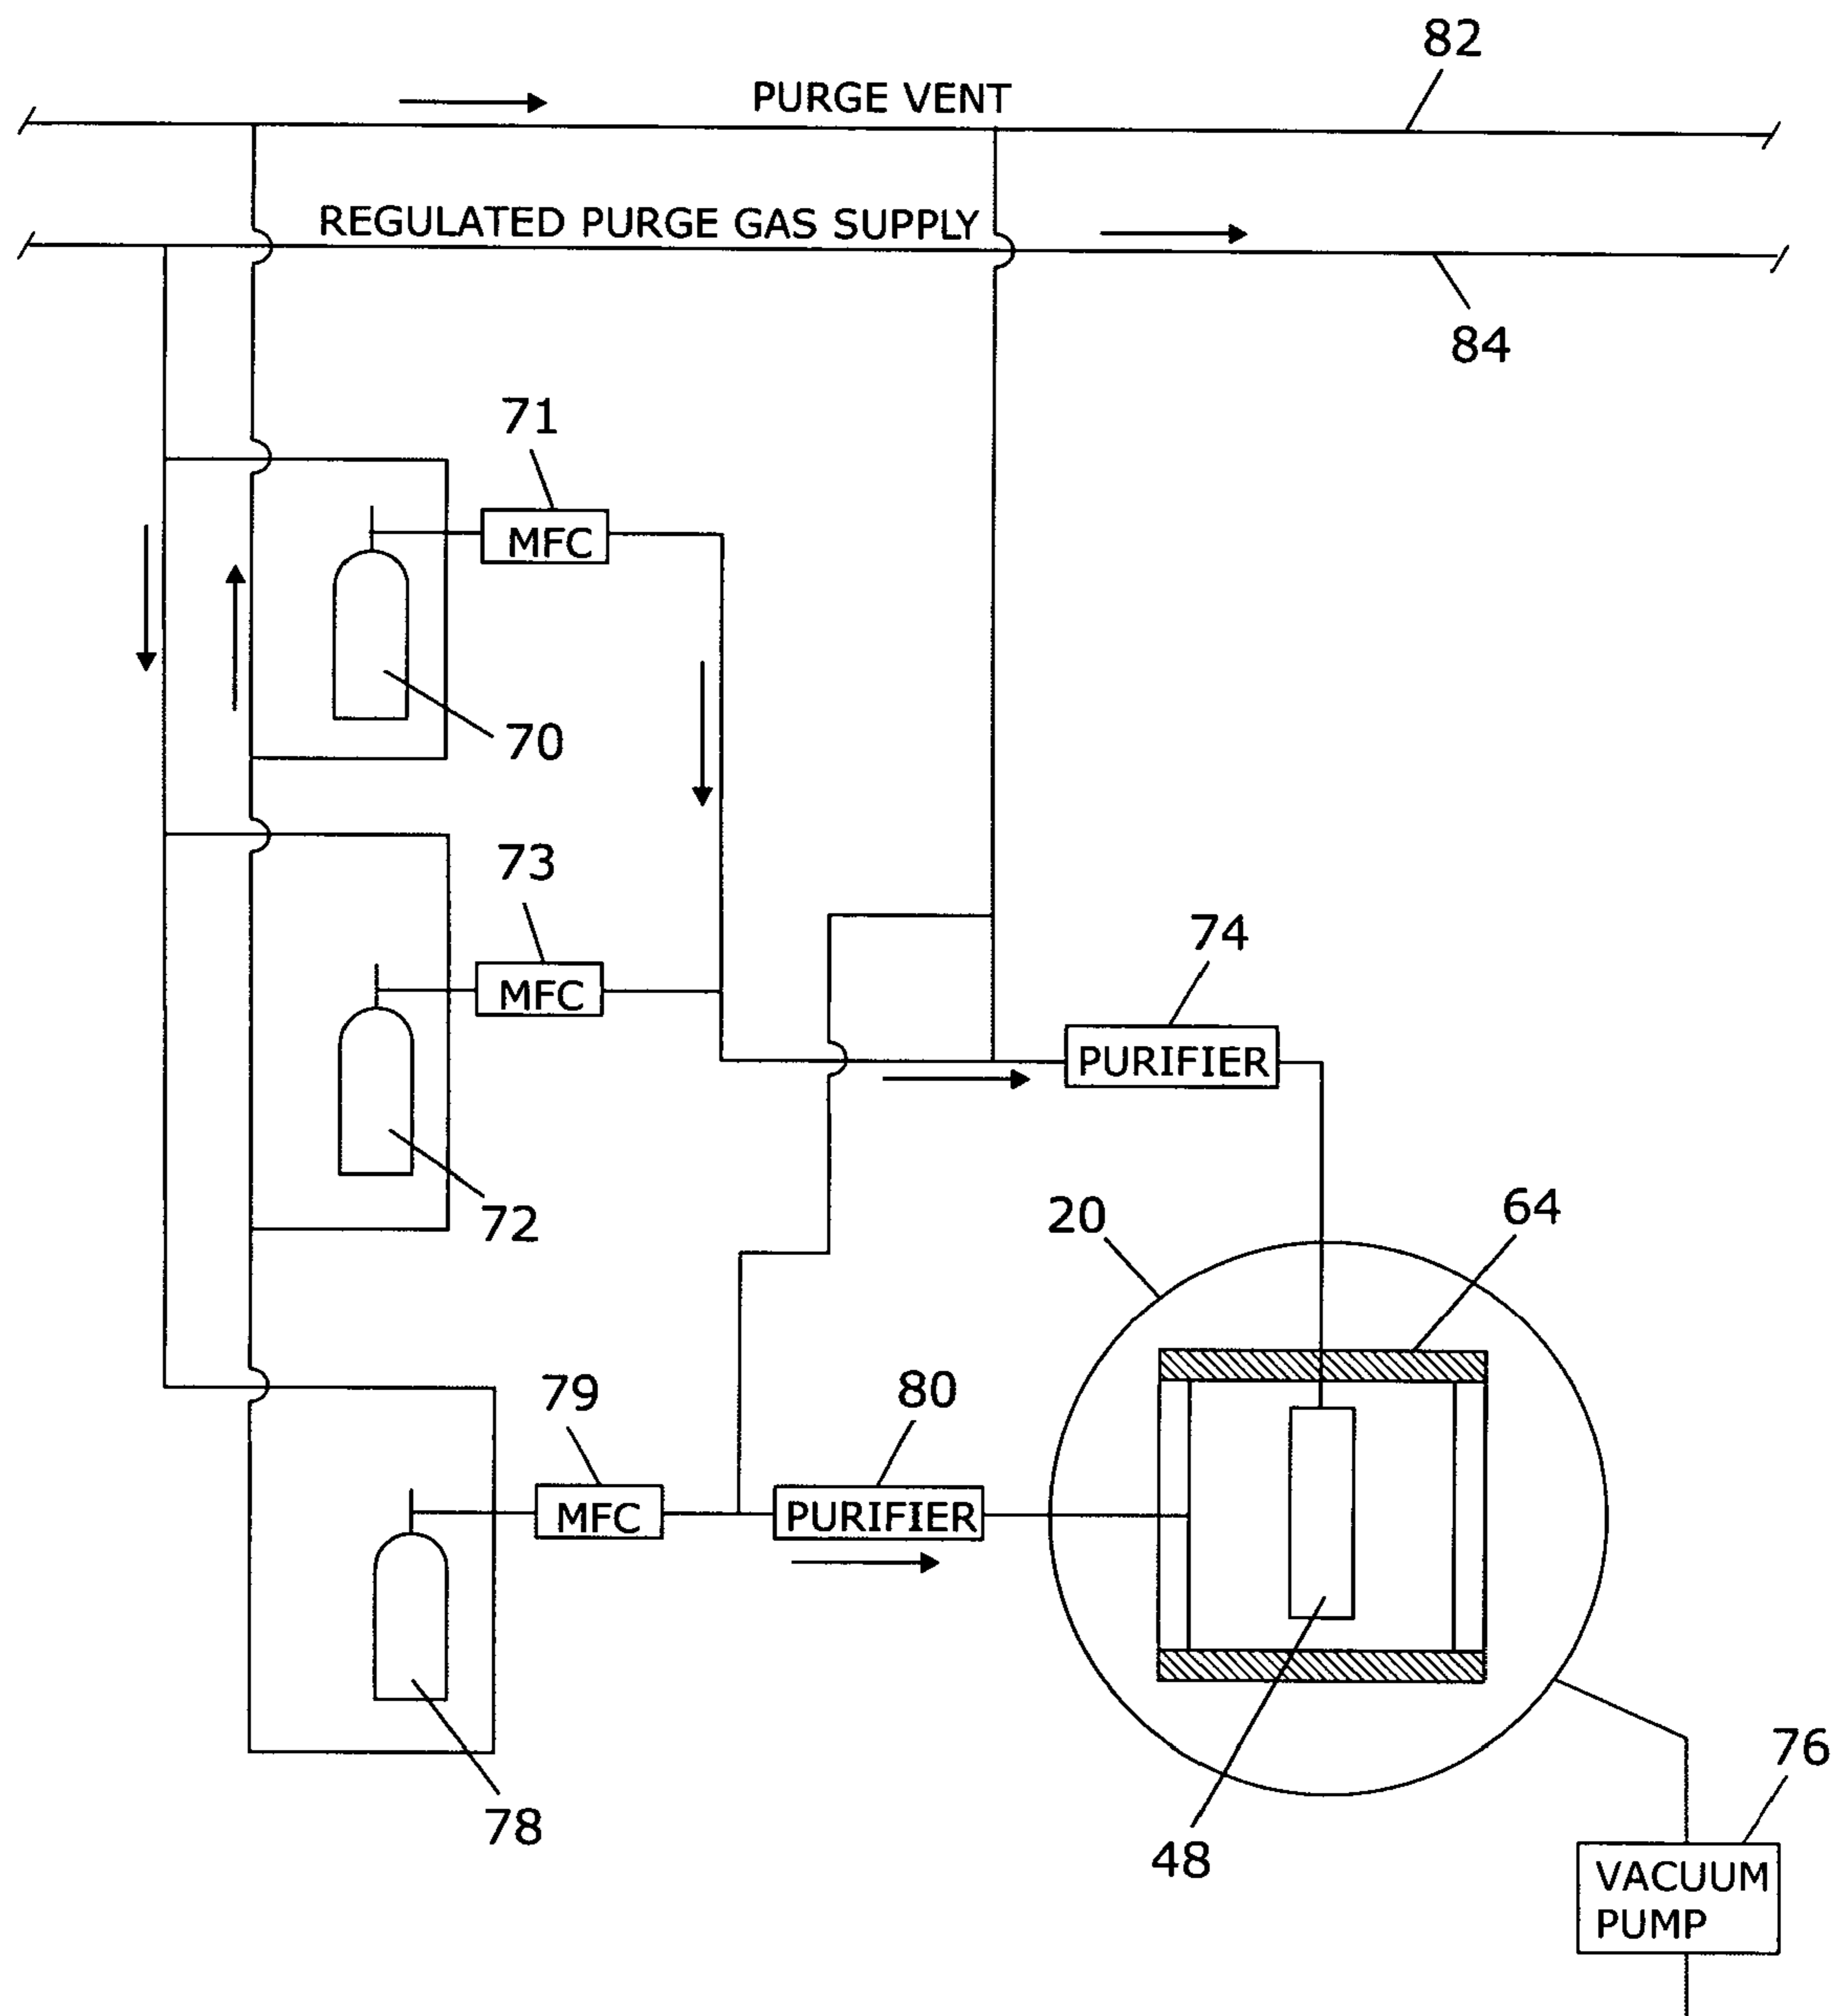 82
PURGE VENT
REGULATED PURGE GAS SUPPLY
84
71
MFC
70
73
MFC
74
PURIFIER
72
20
64
79
80
MFC
PURIFIER
76
78
48
VACUUM
PUMP